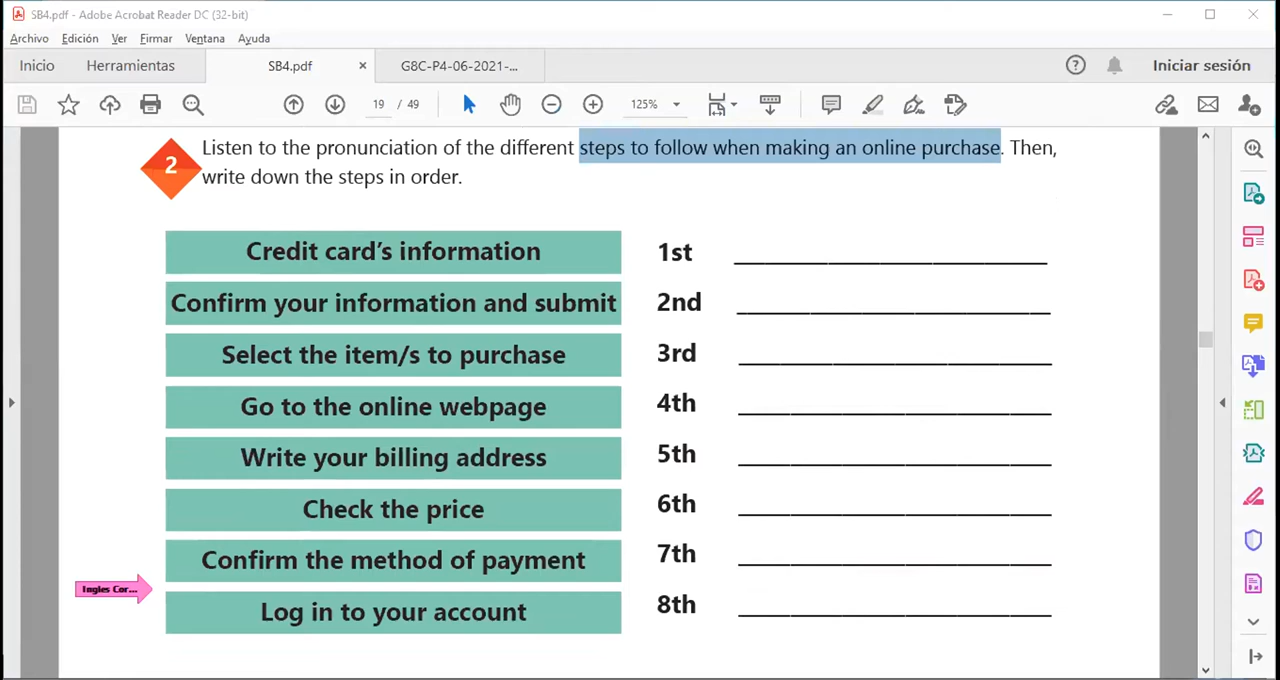 SB4.pdf - Adobe Acrobat Reader DC (32-bit)
Archivo Edición Ver Firmar Ventana Ayuda
Inicio Herramientas SB4.pdf × G8C-P4-06-2021-... Iniciar sesión
19 / 49 125%
2
Listen to the pronunciation of the different steps to follow when making an online purchase. Then,
write down the steps in order.
Credit card's information 1st
Confirm your information and submit 2nd
Select the item/s to purchase 3rd
Go to the online webpage 4th
Write your billing address 5th
Check the price 6th
Confirm the method of payment 7th
Ingles Cor...
Log in to your account 8th